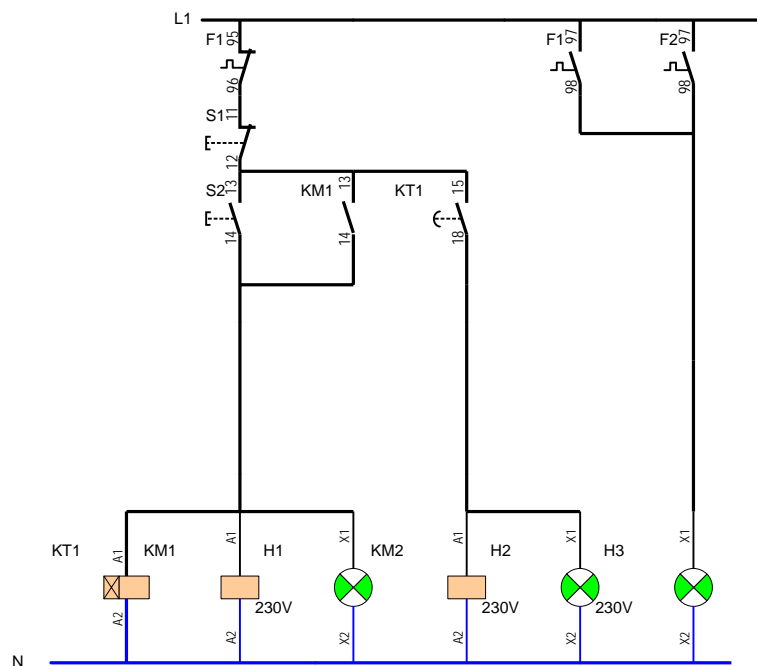 L1
F1 95 F1 97 F2 97
96 98 98
S1 11
12
S2 13 KM1 13 KT1 15
14 14 18
KT1 A1 KM1 A1 H1 X1 KM2 A1 H2 X1 H3 X1
230V 230V 230V
A2 A2 X2 A2 X2 X2
N